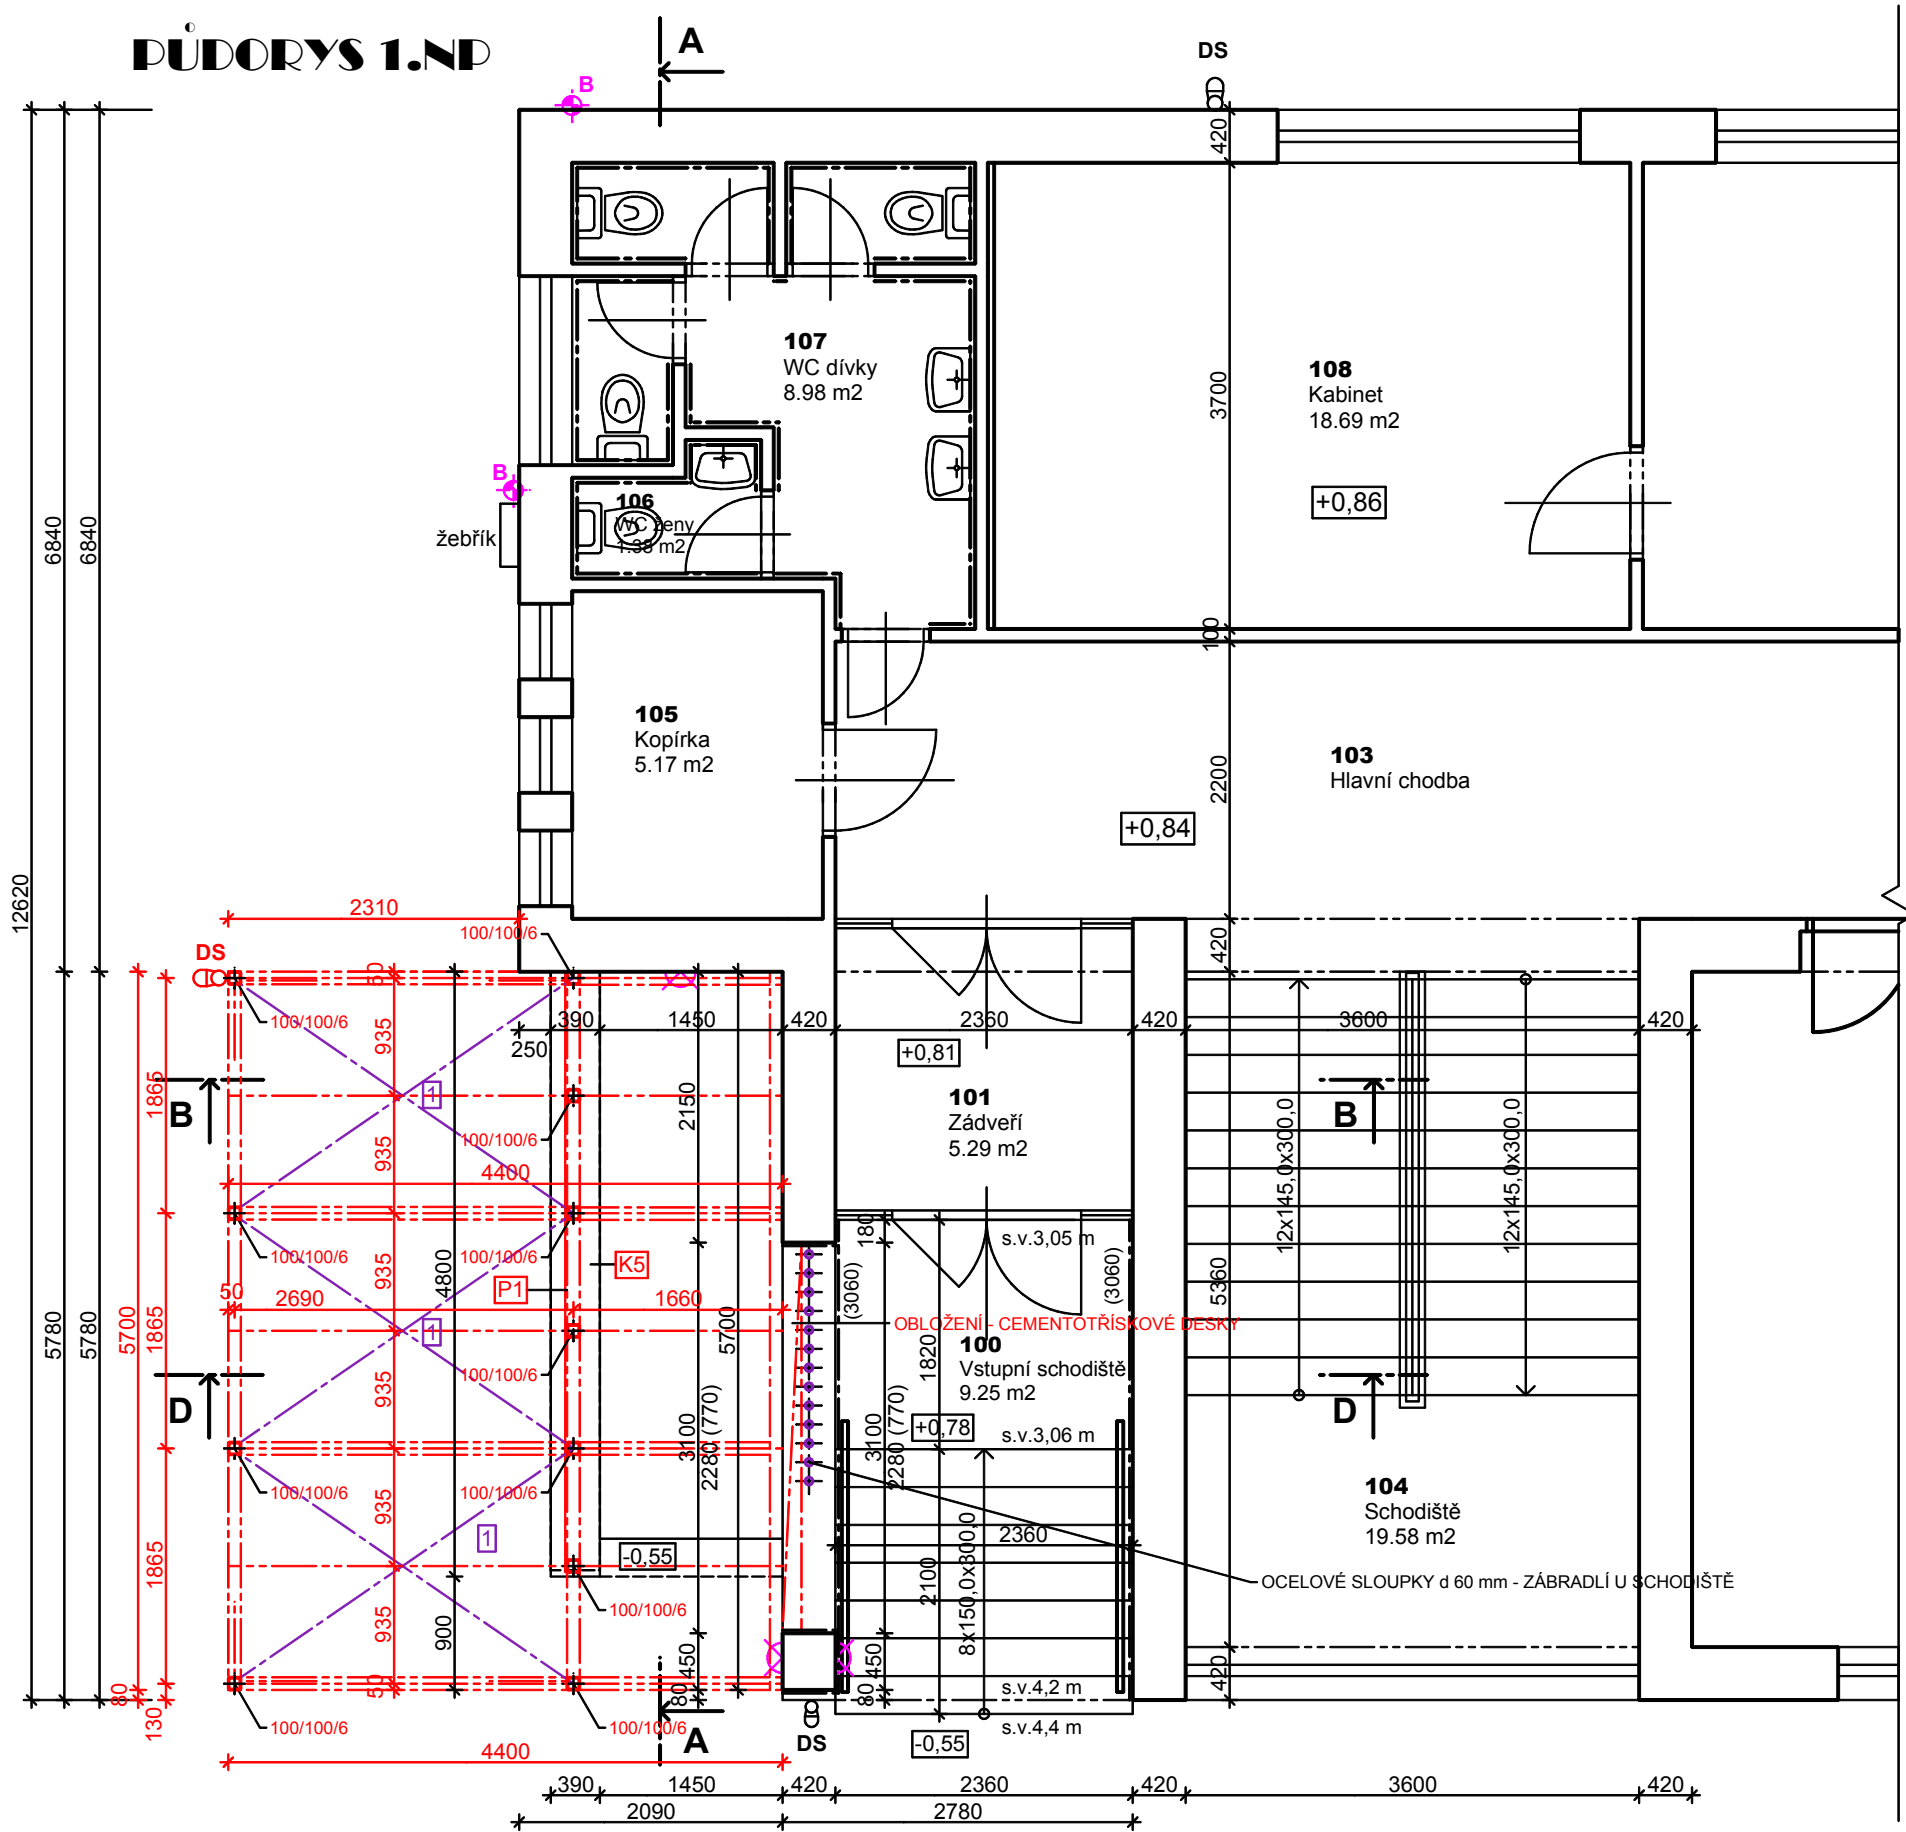 PŮDORYS 1.NP
A
DS
B
420
107
WC dívky
8.98 m2
108
Kabinet
18.69 m2
3700
+0,86
B
106
WC ženy
1.38 m2
žebřík
6840
6840
100
105
Kopírka
5.17 m2
103
Hlavní chodba
2200
+0,84
12620
2310
100/100/6
DS
420
50
100/100/6
935
250
390
1450
420
2360
420
3600
420
+0,81
1865
B
1
2150
101
Zádveří
5.29 m2
B
12x145,0x300,0
12x145,0x300,0
100/100/6
935
4400
180
s.v.3,05 m
100/100/6
100/100/6
935
4800
K5
P1
(3060)
(3060)
5360
50
2690
1660
5780
5780
5700
1865
1
5700
OBLOŽENÍ - CEMENTOTŘÍSKOVÉ DESKY
100
Vstupní schodiště
9.25 m2
1820
100/100/6
935
D
D
3100
2280 (770)
3100
2280 (770)
+0,78
s.v.3,06 m
100/100/6
100/100/6
935
104
Schodiště
19.58 m2
1
2360
-0,55
1865
2100
8x150,0x300,0
OCELOVÉ SLOUPKY d 60 mm - ZÁBRADLÍ U SCHODIŠTĚ
100/100/6
935
900
450
450
420
50
80
80
80
130
s.v.4,2 m
100/100/6
100/100/6
s.v.4,4 m
A
DS
-0,55
4400
390
1450
420
2360
420
3600
420
2090
2780